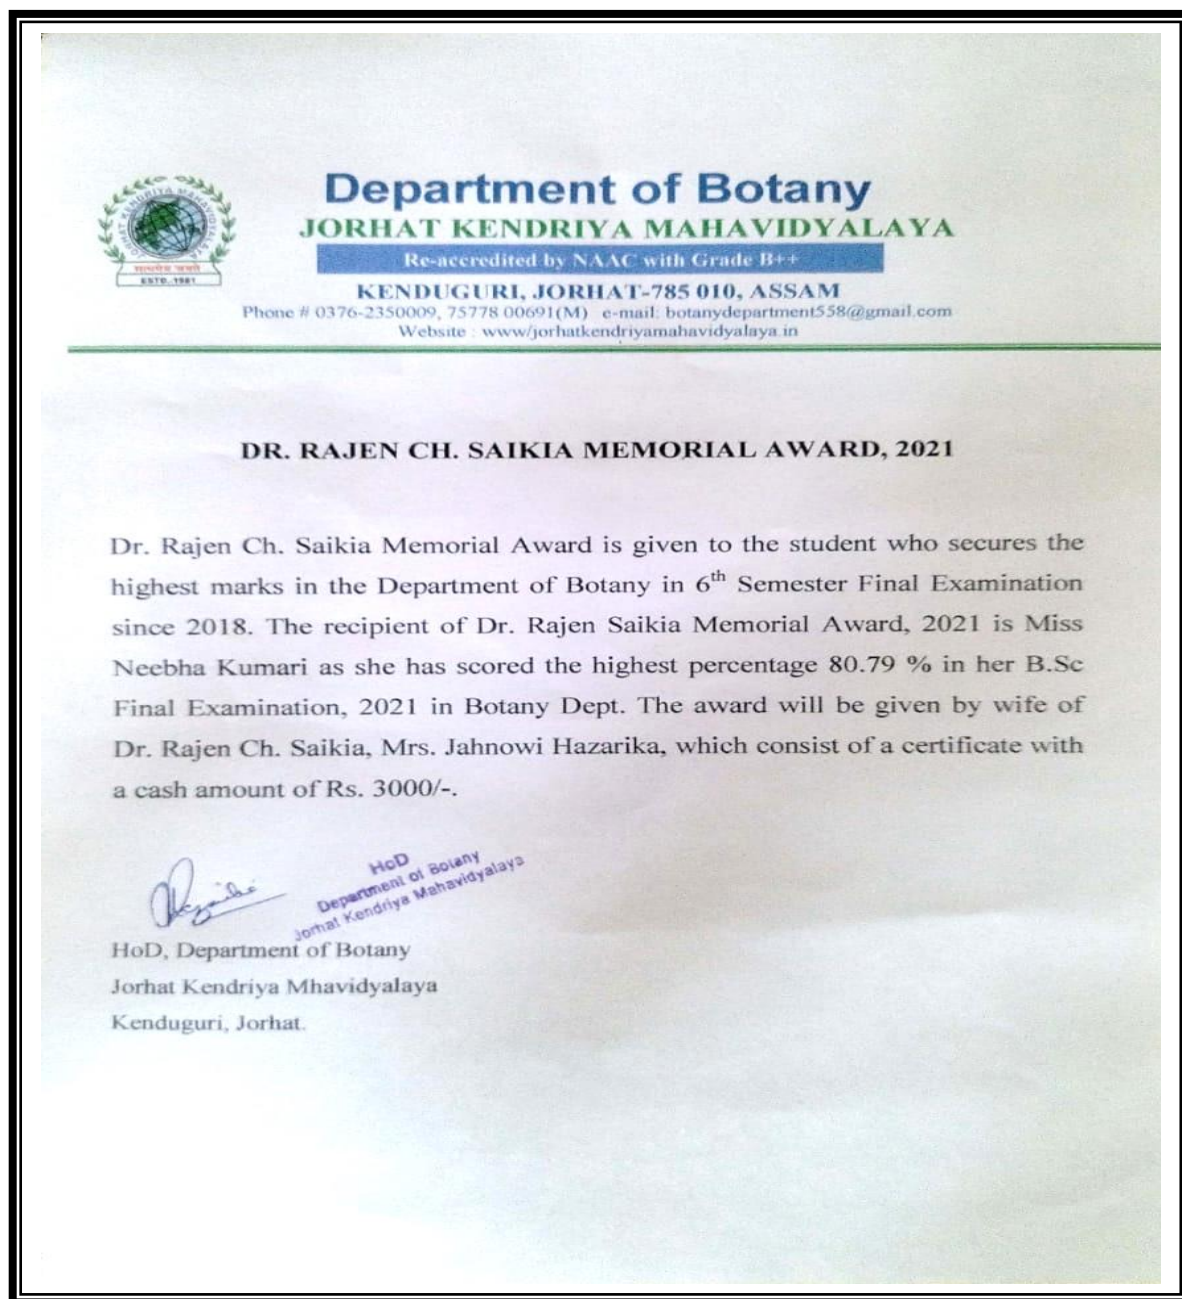 Department of Botany
JORHAT KENDRIYA MAHAVIDYALAYA
JORHAT KENDRIYA MAHAVIDYALAYA
Re-accredited by NAAC with Grade B++
ESTD.-1981
KENDUGURI, JORHAT-785 010, ASSAM
Phone # 0376-2350009, 75778 00691(M) e-mail: botanydepartment558@gmail.com
Website : www/jorhatkendriyamahavidyalaya.in
DR. RAJEN CH. SAIKIA MEMORIAL AWARD, 2021
Dr. Rajen Ch. Saikia Memorial Award is given to the student who secures the
highest marks in the Department of Botany in 6th Semester Final Examination
since 2018. The recipient of Dr. Rajen Saikia Memorial Award, 2021 is Miss
Neebha Kumari as she has scored the highest percentage 80.79 % in her B.Sc
Final Examination, 2021 in Botany Dept. The award will be given by wife of
Dr. Rajen Ch. Saikia, Mrs. Jahnowi Hazarika, which consist of a certificate with
a cash amount of Rs. 3000/-.
HoD
Department of Botany
Jorhat Kendriya Mahavidyalaya
HoD, Department of Botany
Jorhat Kendriya Mhavidyalaya
Kenduguri, Jorhat.